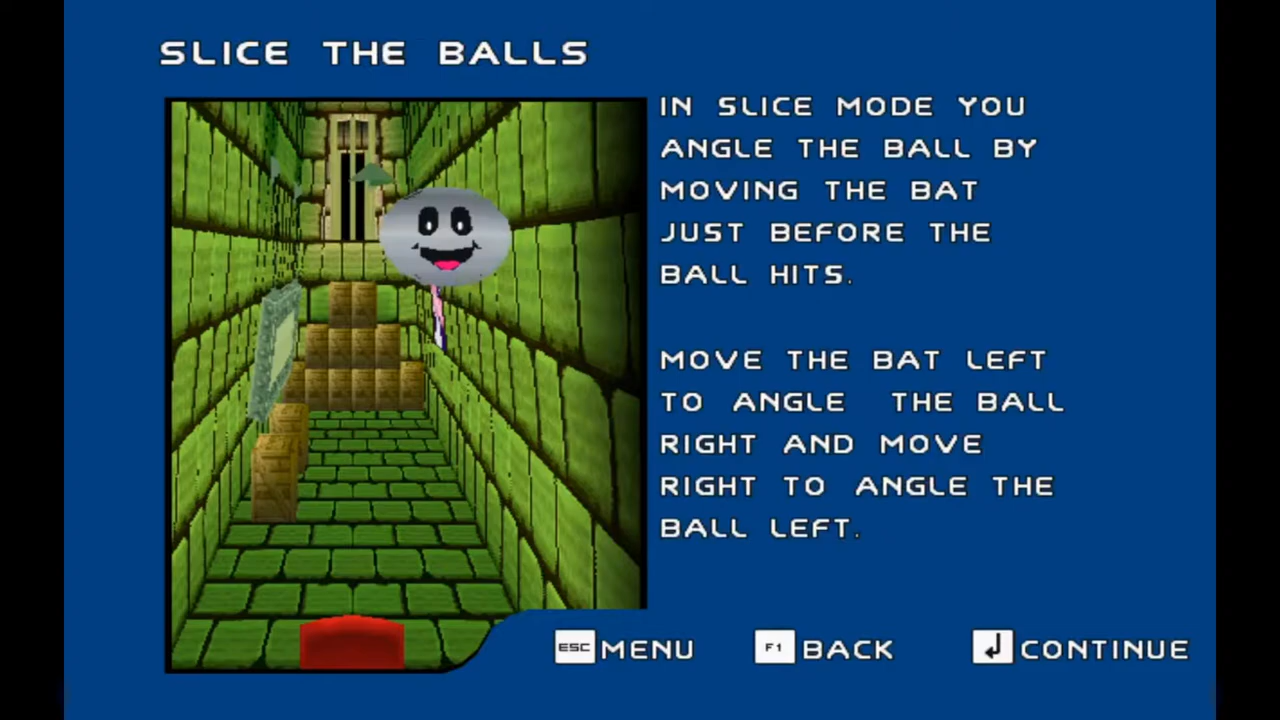 SLICE THE BALLS
IN SLICE MODE YOU
ANGLE THE BALL BY
MOVING THE BAT
JUST BEFORE THE
BALL HITS.
MOVE THE BAT LEFT
TO ANGLE THE BALL
RIGHT AND MOVE
RIGHT TO ANGLE THE
BALL LEFT.
ESC MENU F1 BACK CONTINUE